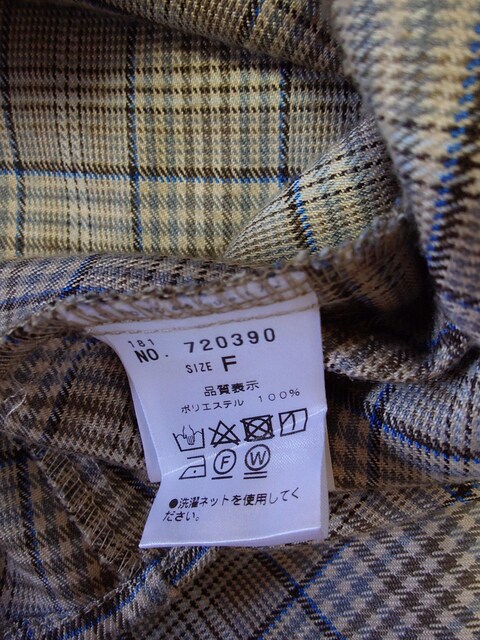 181
NO. 720390
SIZE F
品質表示
ポリエステル 100%
F W
●洗濯ネットを使用してく
ださい。